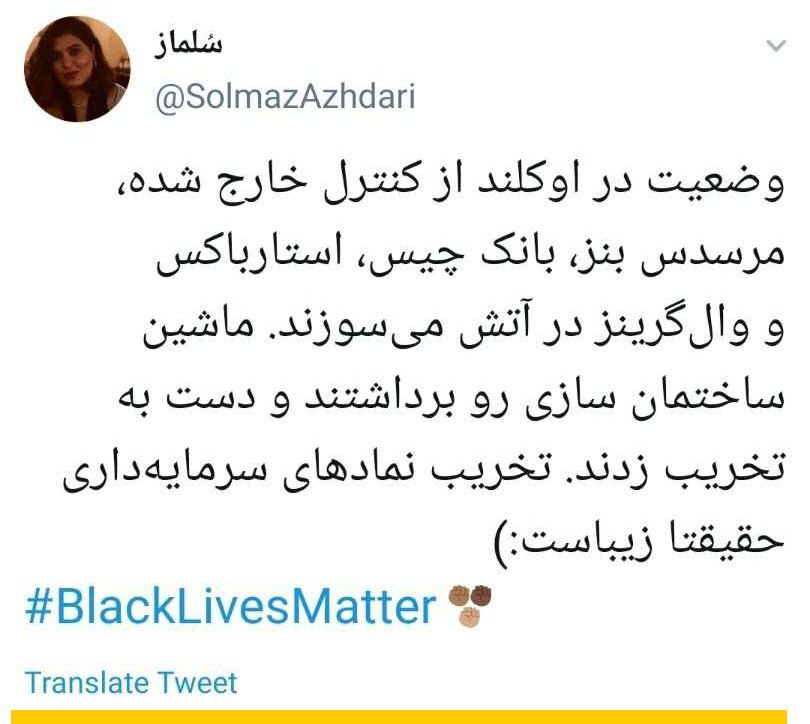 سُلماز
@SolmazAzhdari
وضعیت در اوکلند از کنترل خارج شده،
مرسدس بنز، بانک چیس، استارباکس
و وال‌گرینز در آتش می‌سوزند. ماشین
ساختمان سازی رو برداشتند و دست به
تخریب زدند. تخریب نمادهای سرمایه‌داری
حقیقتا زیباست:)
#BlackLivesMatter ✊🏽✊🏾✊🏼
Translate Tweet